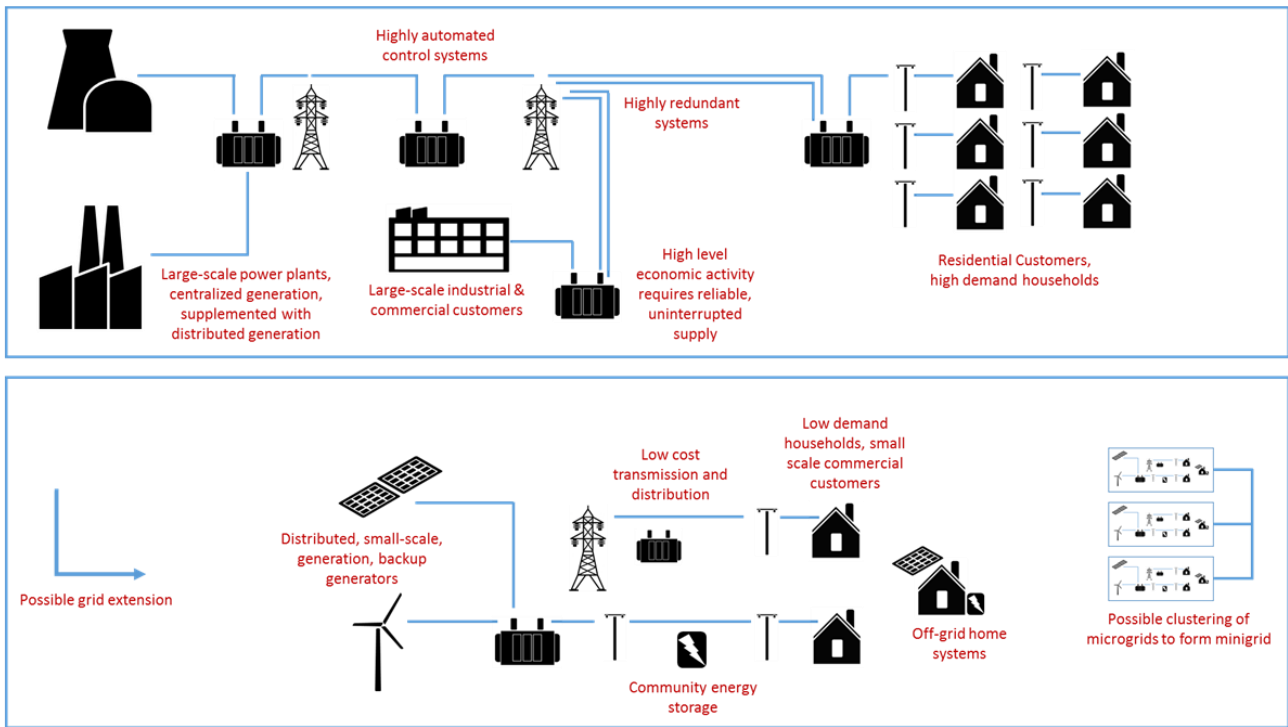 Highly automated
control systems
Highly redundant
systems
Large-scale power plants,
centralized generation,
supplemented with
distributed generation
Large-scale industrial &
commercial customers
High level
economic activity
requires reliable,
uninterrupted
supply
Residential Customers,
high demand households
Possible grid extension
Distributed, small-scale,
generation, backup
generators
Low cost
transmission and
distribution
Low demand
households, small
scale commercial
customers
Community energy
storage
Off-grid home
systems
Possible clustering of
microgrids to form minigrid